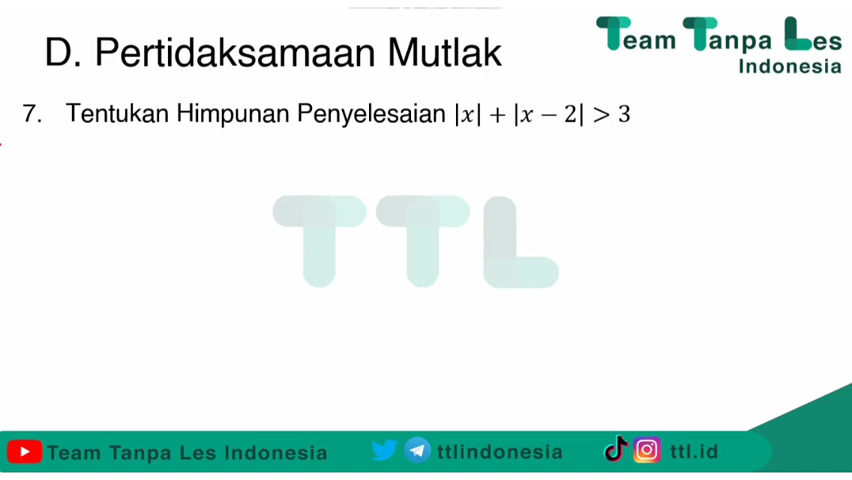 D. Pertidaksamaan Mutlak
Team Tanpa Les
Indonesia
7. Tentukan Himpunan Penyelesaian |x| + |x − 2| > 3
TTL
Team Tanpa Les Indonesia
ttlindonesia
ttl.id